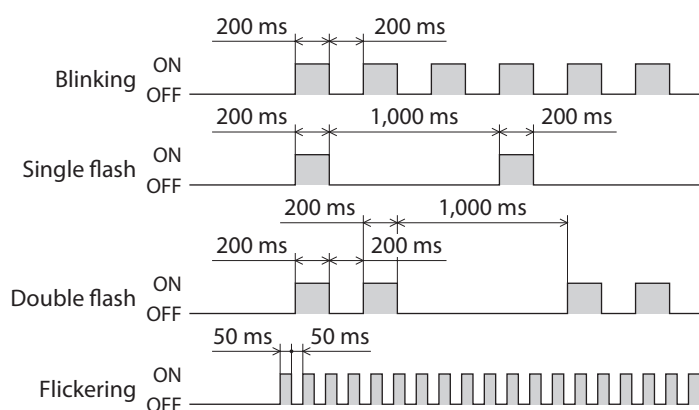 200 ms 200 ms
Blinking ON
OFF
200 ms 1,000 ms 200 ms
Single flash ON
OFF
200 ms 1,000 ms
200 ms 200 ms
Double flash ON
OFF
50 ms 50 ms
Flickering ON
OFF